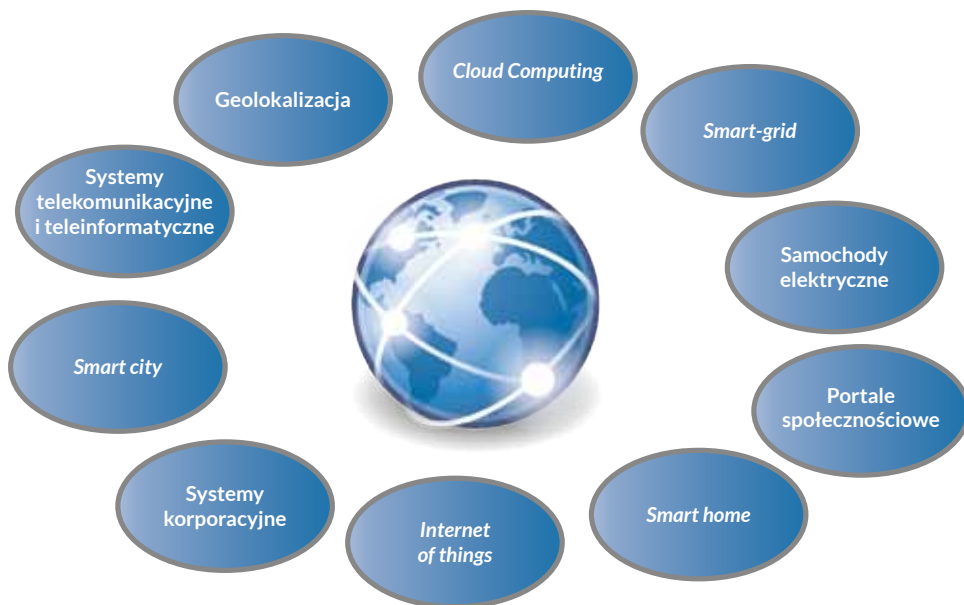 Cloud Computing
Geolokalizacja
Smart-grid
Systemy
telekomunikacyjne
i teleinformatyczne
Samochody
elektryczne
Smart city
Portale
społecznościowe
Systemy
korporacyjne
Smart home
Internet
of things